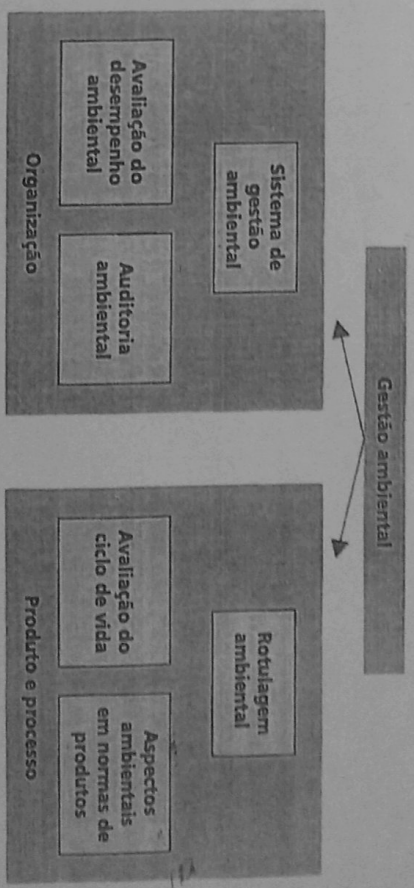 Gestão ambiental
Sistema de
gestão
ambiental
Avaliação do
desempenho
ambiental
Auditoria
ambiental
Organização
Rotulagem
ambiental
Avaliação do
ciclo de vida
Aspectos
ambientais
em normas de
produtos
Produto e processo